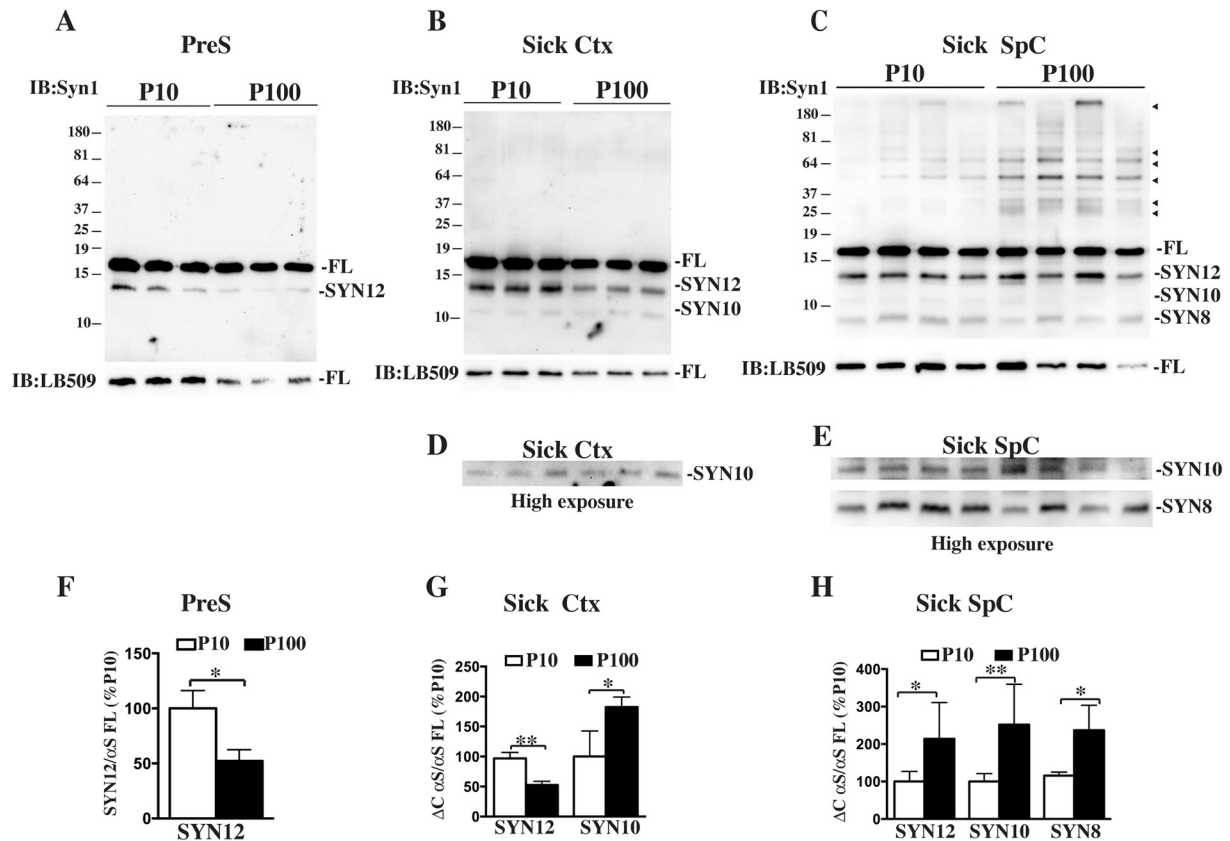 A
PreS
IB:Syn1
P10 P100
180
81
64
37
25
19
15
10
-FL
-SYN12
IB:LB509
-FL
B
Sick Ctx
IB:Syn1
P10 P100
180
81
64
37
25
19
15
10
-FL
-SYN12
-SYN10
IB:LB509
-FL
C
Sick SpC
IB:Syn1
P10 P100
180
81
64
37
25
19
15
10
-FL
-SYN12
-SYN10
-SYN8
IB:LB509
-FL
D
Sick Ctx
-SYN10
High exposure
E
Sick SpC
-SYN10
-SYN8
High exposure
F
PreS
P10 P100
SYN12/αS FL (%P10)
150
100
50
0
*
SYN12
G
Sick Ctx
P10 P100
ΔC αS/αS FL (%P10)
250
200
150
100
50
0
**
*
SYN12 SYN10
H
Sick SpC
P10 P100
ΔC αS/αS FL (%P10)
400
300
200
100
0
*
**
*
SYN12 SYN10 SYN8